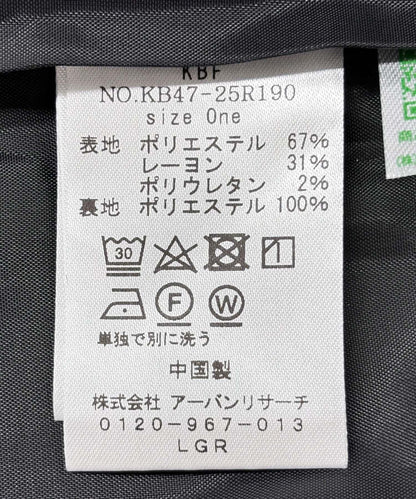 KBF
NO.KB47-25R190
size One
表地 ポリエステル 67%
レーヨン 31%
ポリウレタン 2%
裏地 ポリエステル 100%
30
F W
単独で別に洗う
中国製
株式会社 アーバンリサーチ
0120-967-013
LGR